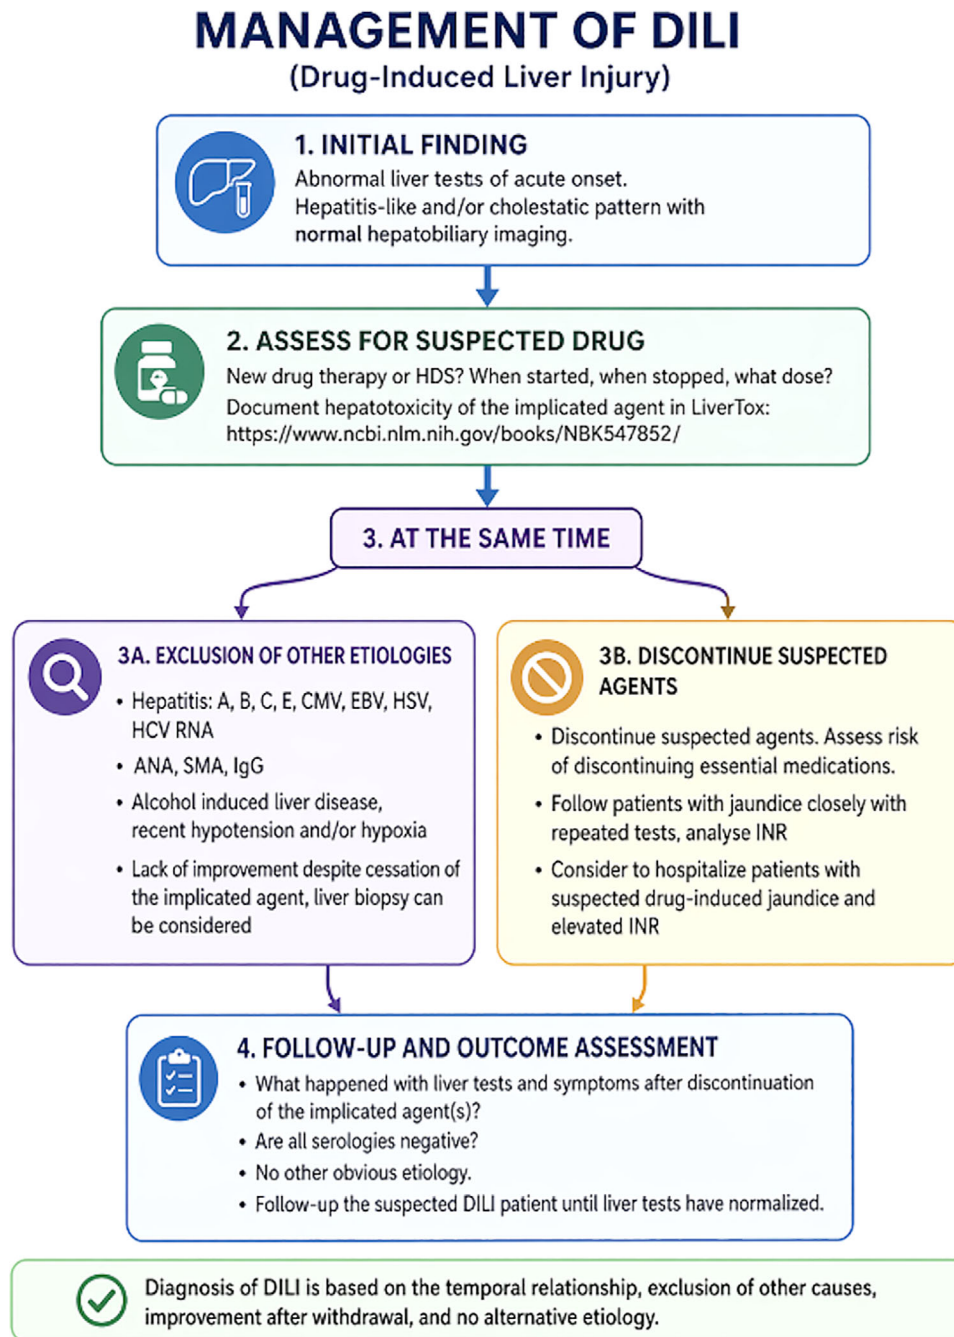 MANAGEMENT OF DILI
(Drug-Induced Liver Injury)
1. INITIAL FINDING
Abnormal liver tests of acute onset.
Hepatitis-like and/or cholestatic pattern with
normal hepatobiliary imaging.
2. ASSESS FOR SUSPECTED DRUG
New drug therapy or HDS? When started, when stopped, what dose?
Document hepatotoxicity of the implicated agent in LiverTox:
https://www.ncbi.nlm.nih.gov/books/NBK547852/
3. AT THE SAME TIME
3A. EXCLUSION OF OTHER ETIOLOGIES
• Hepatitis: A, B, C, E, CMV, EBV, HSV,
HCV RNA
• ANA, SMA, IgG
• Alcohol induced liver disease,
recent hypotension and/or hypoxia
• Lack of improvement despite cessation of
the implicated agent, liver biopsy can
be considered
3B. DISCONTINUE SUSPECTED
AGENTS
• Discontinue suspected agents. Assess risk
of discontinuing essential medications.
• Follow patients with jaundice closely with
repeated tests, analyse INR
• Consider to hospitalize patients with
suspected drug-induced jaundice and
elevated INR
4. FOLLOW-UP AND OUTCOME ASSESSMENT
• What happened with liver tests and symptoms after discontinuation
of the implicated agent(s)?
• Are all serologies negative?
• No other obvious etiology.
• Follow-up the suspected DILI patient until liver tests have normalized.
Diagnosis of DILI is based on the temporal relationship, exclusion of other causes,
improvement after withdrawal, and no alternative etiology.